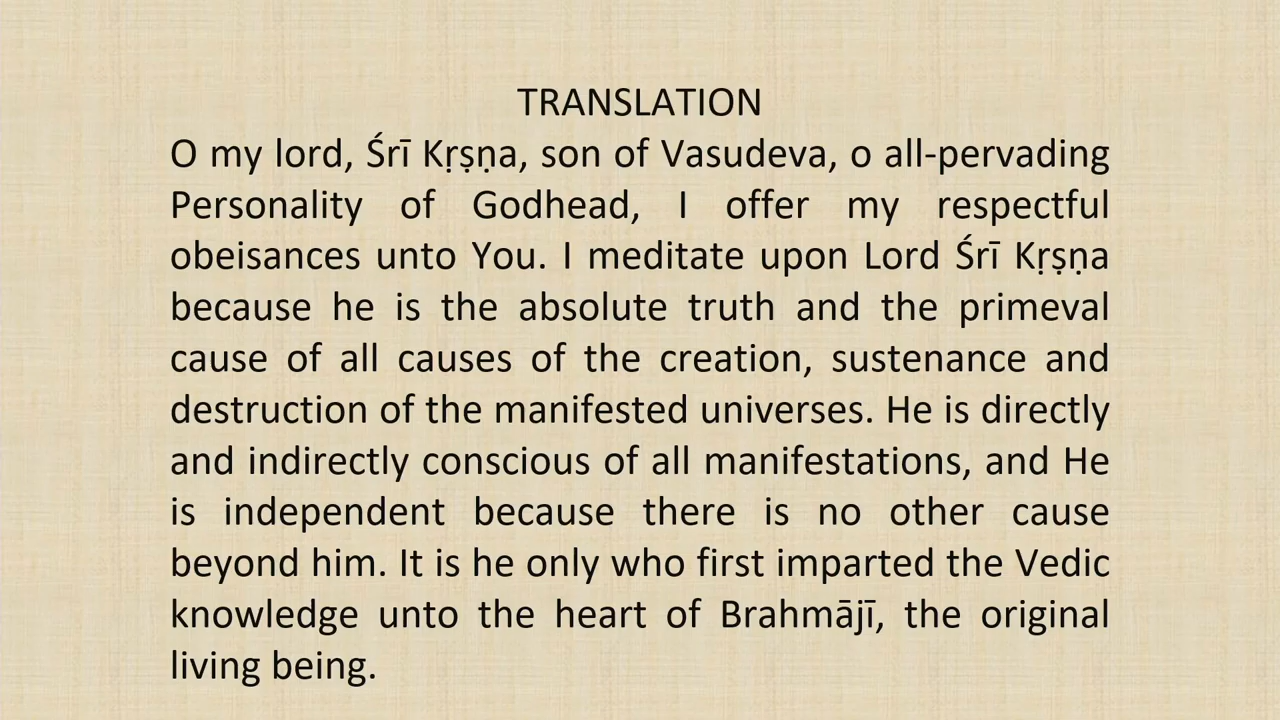 TRANSLATION
O my lord, Śrī Kṛṣṇa, son of Vasudeva, o all-pervading
Personality of Godhead, I offer my respectful
obeisances unto You. I meditate upon Lord Śrī Kṛṣṇa
because he is the absolute truth and the primeval
cause of all causes of the creation, sustenance and
destruction of the manifested universes. He is directly
and indirectly conscious of all manifestations, and He
is independent because there is no other cause
beyond him. It is he only who first imparted the Vedic
knowledge unto the heart of Brahmājī, the original
living being.